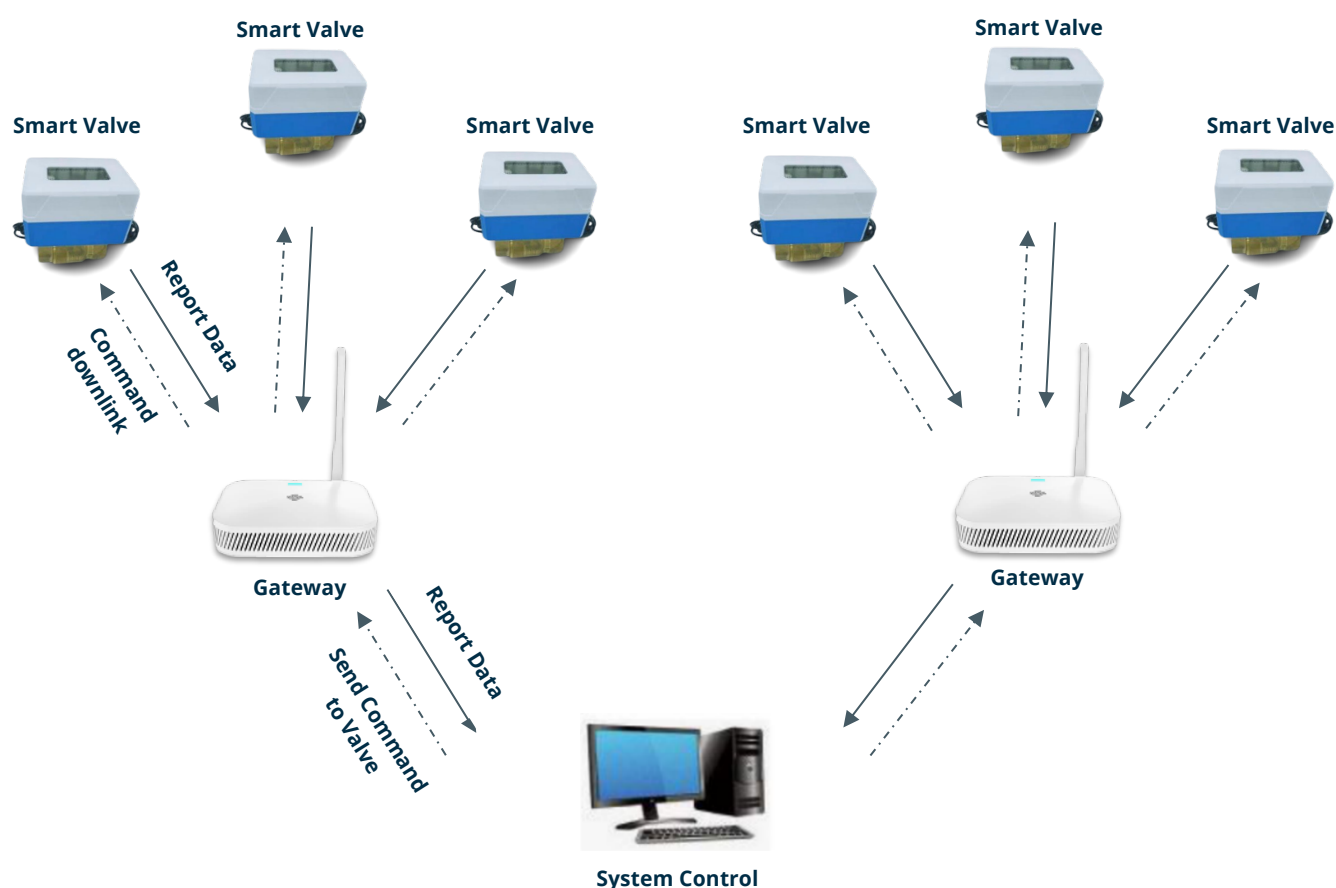 Smart Valve
Smart Valve
Smart Valve
Smart Valve
Smart Valve
Smart Valve
Report Data
Command
downlink
Gateway
Gateway
Report Data
Send Command
to Valve
System Control